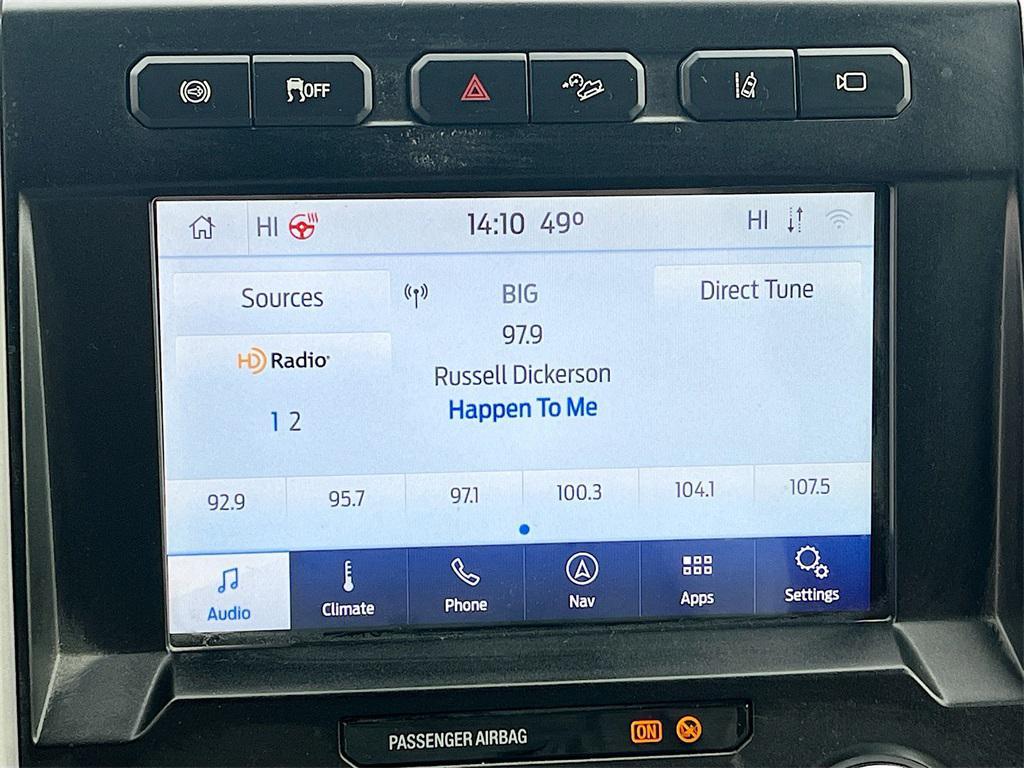 OFF
HI 14:10 49° HI
Sources BIG Direct Tune
97.9
HD Radio
Russell Dickerson
Happen To Me
1 2
92.9 95.7 97.1 100.3 104.1 107.5
Audio Climate Phone Nav Apps Settings
PASSENGER AIRBAG ON